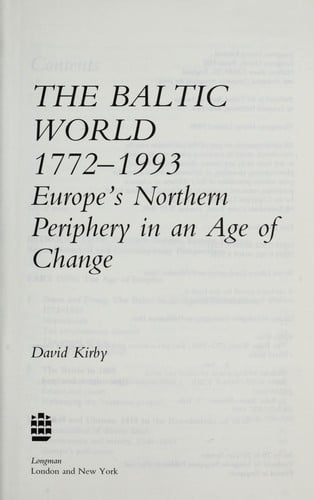 THE BALTIC
WORLD
1772–1993
Europe's Northern
Periphery in an Age of
Change
David Kirby
Longman
London and New York